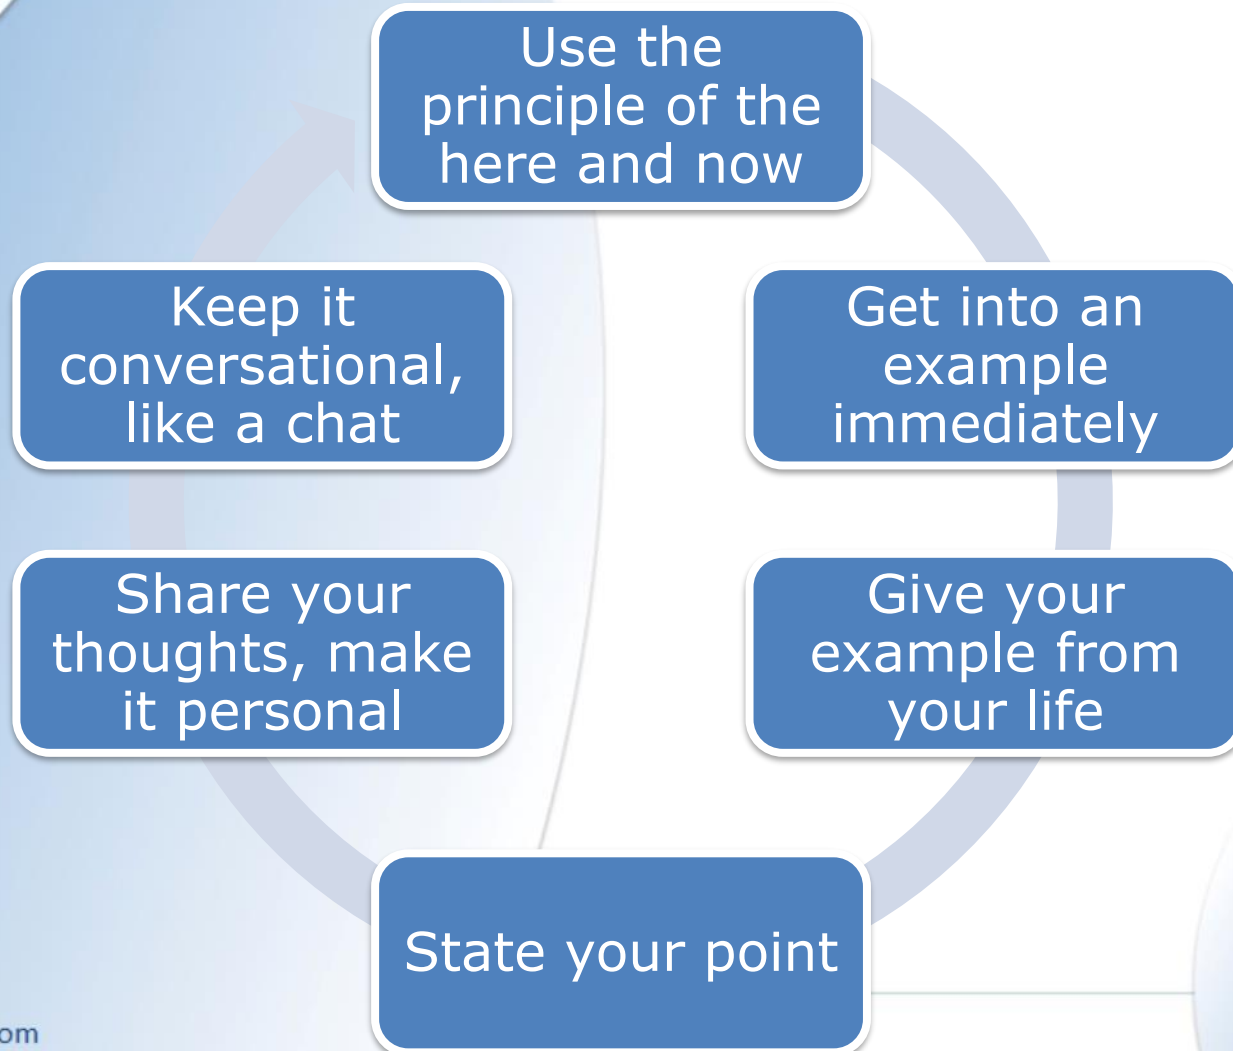 Use the
principle of the
here and now
Get into an
example
immediately
Give your
example from
your life
State your point
Share your
thoughts, make
it personal
Keep it
conversational,
like a chat
om